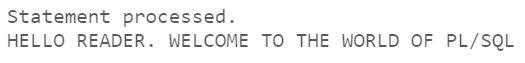 Statement processed.
HELLO READER. WELCOME TO THE WORLD OF PL/SQL